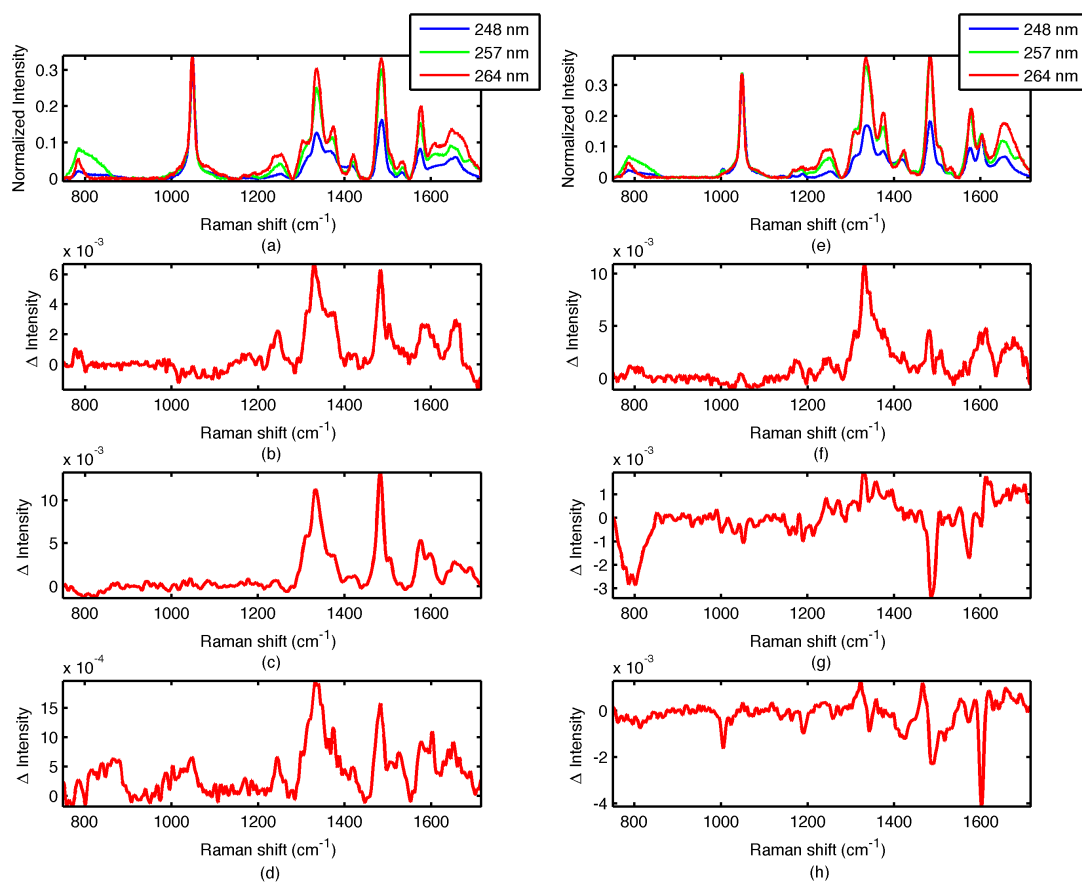 248 nm
257 nm
264 nm
Normalized Intensity
0.3
0.2
0.1
0
800 1000 1200 1400 1600
Raman shift (cm-1)
(a)
x 10-3
Δ Intensity
6
4
2
0
800 1000 1200 1400 1600
Raman shift (cm-1)
(b)
x 10-3
Δ Intensity
10
5
0
800 1000 1200 1400 1600
Raman shift (cm-1)
(c)
x 10-4
Δ Intensity
15
10
5
0
800 1000 1200 1400 1600
Raman shift (cm-1)
(d)
248 nm
257 nm
264 nm
Normalized Intesity
0.3
0.2
0.1
0
800 1000 1200 1400 1600
Raman shift (cm-1)
(e)
x 10-3
Δ Intensity
10
5
0
800 1000 1200 1400 1600
Raman shift (cm-1)
(f)
x 10-3
Δ Intensity
1
0
-1
-2
-3
800 1000 1200 1400 1600
Raman shift (cm-1)
(g)
x 10-3
Δ Intensity
0
-2
-4
800 1000 1200 1400 1600
Raman shift (cm-1)
(h)